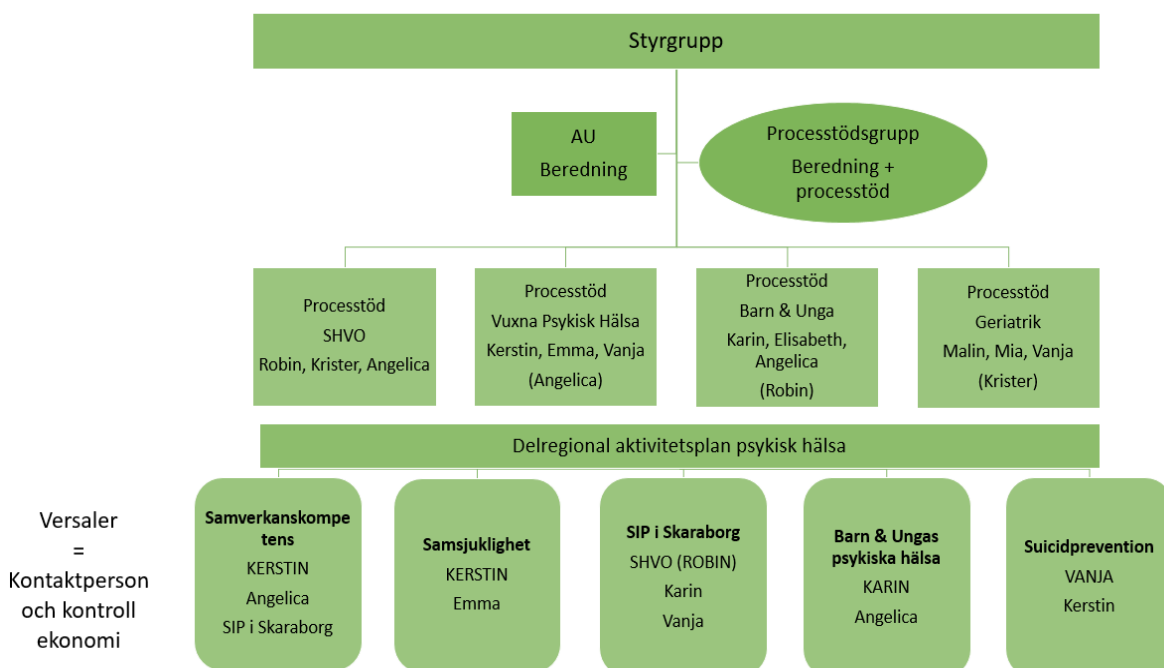 Styrgrupp
AU
Beredning
Processtödsgrupp
Beredning +
processtöd
Processtöd
SHVO
Robin, Krister, Angelica
Processtöd
Vuxna Psykisk Hälsa
Kerstin, Emma, Vanja
(Angelica)
Processtöd
Barn & Unga
Karin, Elisabeth,
Angelica
(Robin)
Processtöd
Geriatrik
Malin, Mia, Vanja
(Krister)
Delregional aktivitetsplan psykisk hälsa
Versaler
=
Kontaktperson
och kontroll
ekonomi
Samverkanskompe
tens
KERSTIN
Angelica
SIP i Skaraborg
Samsjuklighet
KERSTIN
Emma
SIP i Skaraborg
SHVO (ROBIN)
Karin
Vanja
Barn & Ungas
psykiska hälsa
KARIN
Angelica
Suicidprevention
VANJA
Kerstin